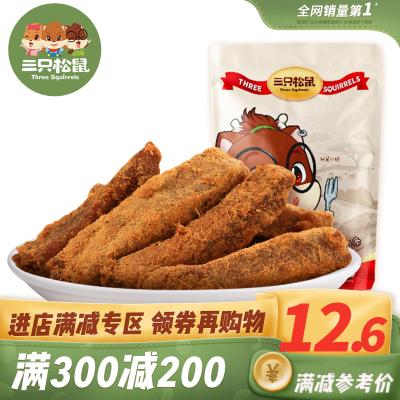 全网销量第1*
三只松鼠
Three Squirrels
三只松鼠
Three Squirrels
THREE
SQUIRRELS
进店满减专区 领券再购物
满300减200
12.6
满减参考价